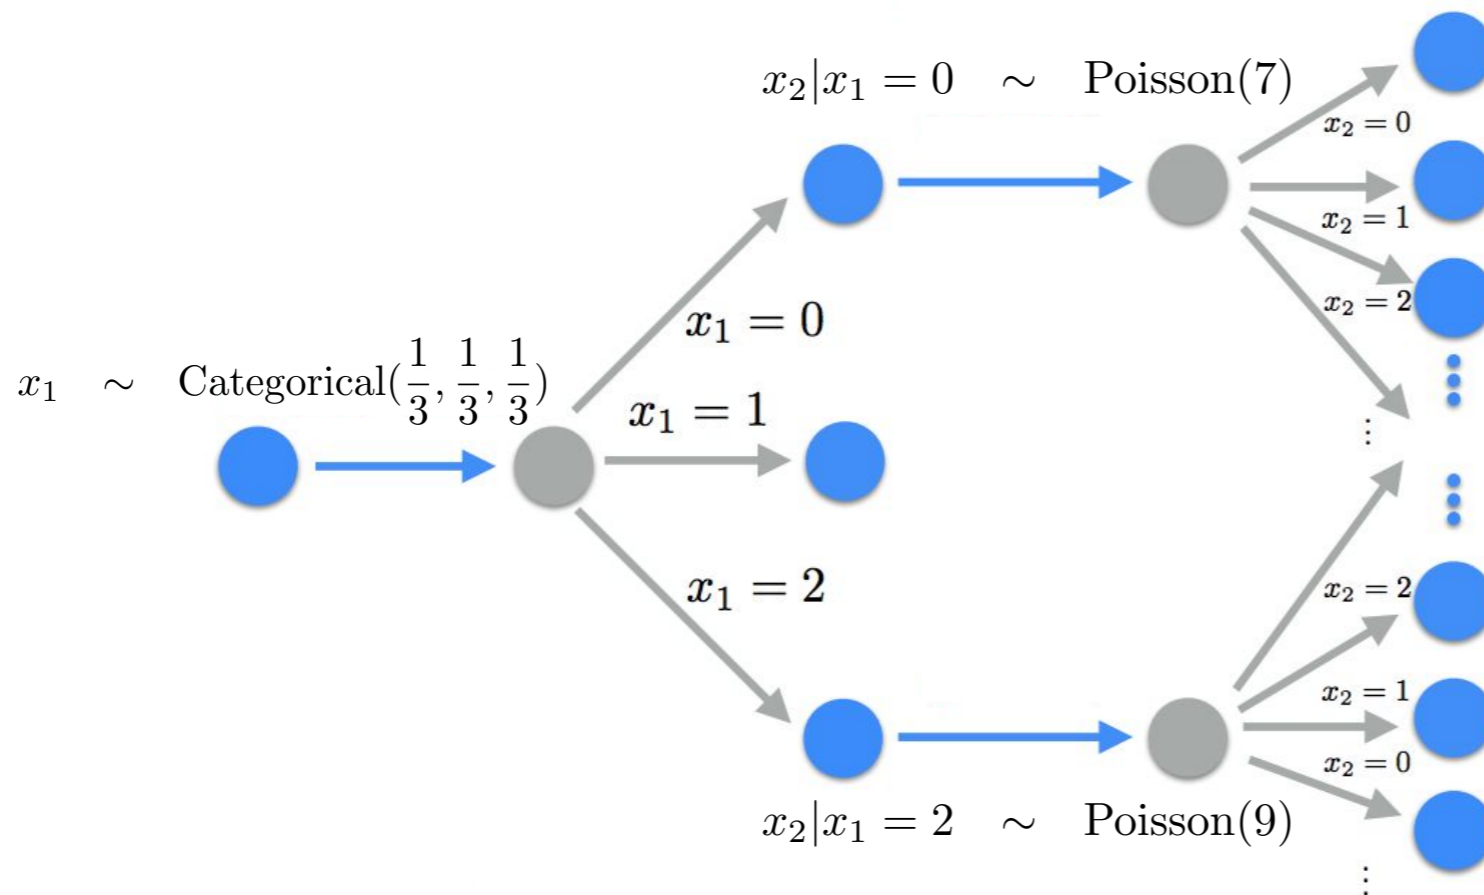 x₂|x₁ = 0 ∼ Poisson(7)
x₂ = 0
x₂ = 1
x₂ = 2
x₁ = 0
x₁ ∼ Categorical(1/3, 1/3, 1/3)
x₁ = 1
⋮
x₁ = 2
x₂ = 2
x₂ = 1
x₂ = 0
x₂|x₁ = 2 ∼ Poisson(9)
⋮